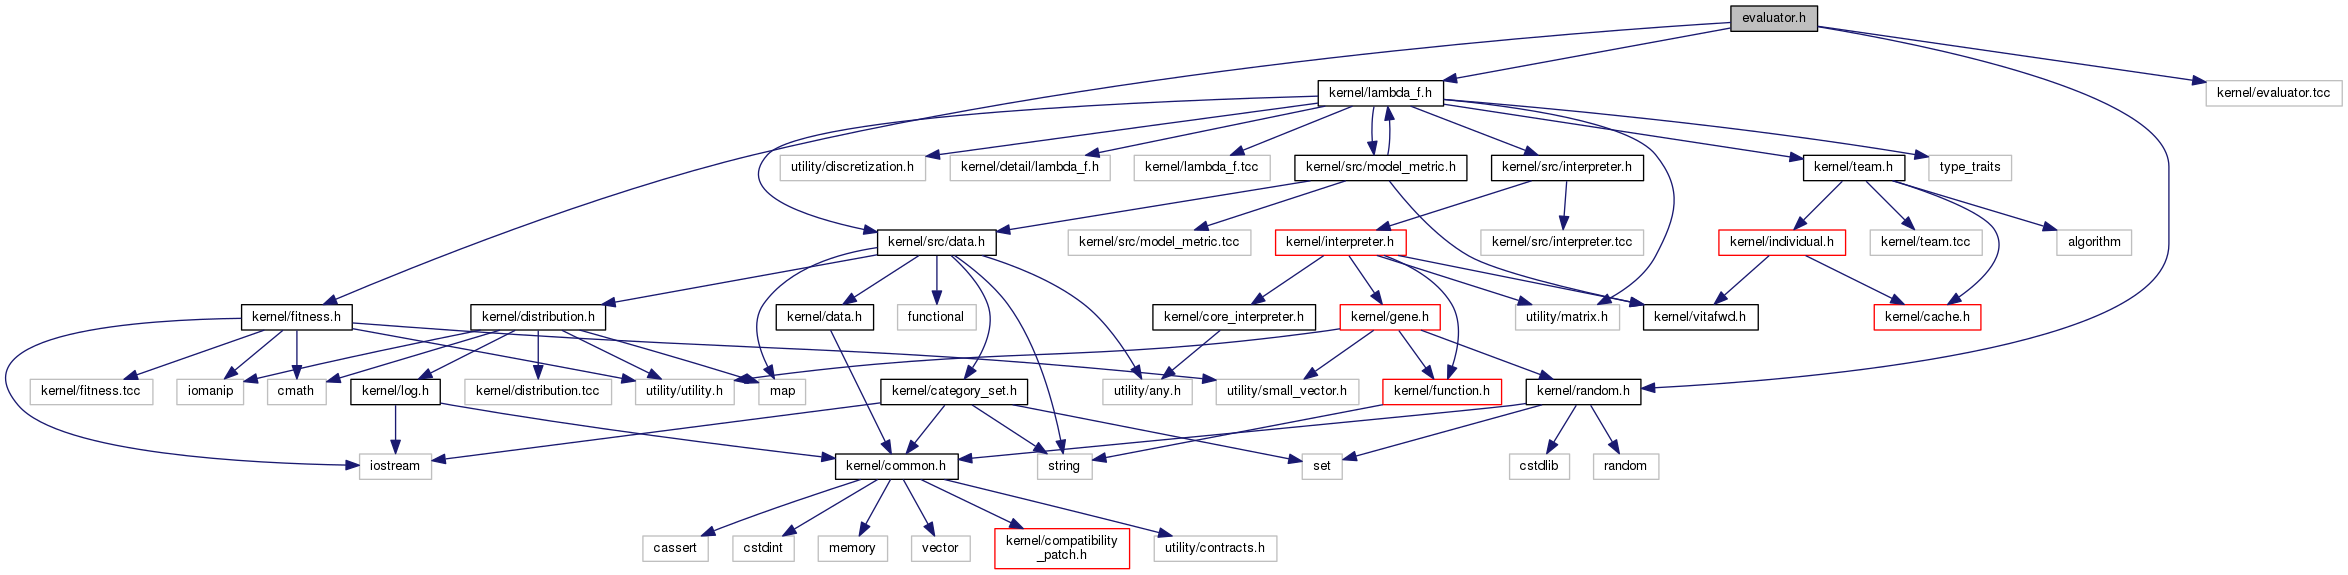 evaluator.h
kernel/lambda_f.h
kernel/evaluator.tcc
utility/discretization.h
kernel/detail/lambda_f.h
kernel/lambda_f.tcc
kernel/src/model_metric.h
kernel/src/interpreter.h
kernel/team.h
type_traits
kernel/src/data.h
kernel/src/model_metric.tcc
kernel/interpreter.h
kernel/src/interpreter.tcc
kernel/individual.h
kernel/team.tcc
algorithm
kernel/fitness.h
kernel/distribution.h
kernel/data.h
functional
kernel/core_interpreter.h
kernel/gene.h
utility/matrix.h
kernel/vitafwd.h
kernel/cache.h
kernel/fitness.tcc
iomanip
cmath
kernel/log.h
kernel/distribution.tcc
utility/utility.h
map
kernel/category_set.h
utility/any.h
utility/small_vector.h
kernel/function.h
kernel/random.h
iostream
kernel/common.h
string
set
cstdlib
random
cassert
cstdint
memory
vector
kernel/compatibility
_patch.h
utility/contracts.h